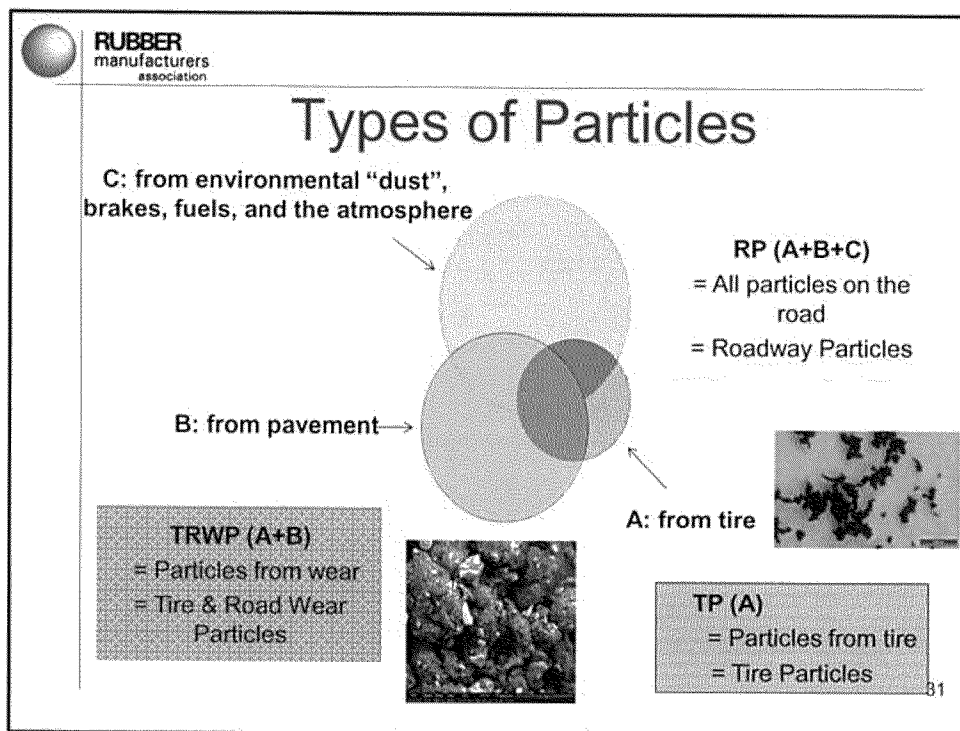 RUBBER
manufacturers
association
Types of Particles
C: from environmental “dust”,
brakes, fuels, and the atmosphere
RP (A+B+C)
= All particles on the
road
= Roadway Particles
B: from pavement
A: from tire
TRWP (A+B)
= Particles from wear
= Tire & Road Wear
Particles
TP (A)
= Particles from tire
= Tire Particles
31